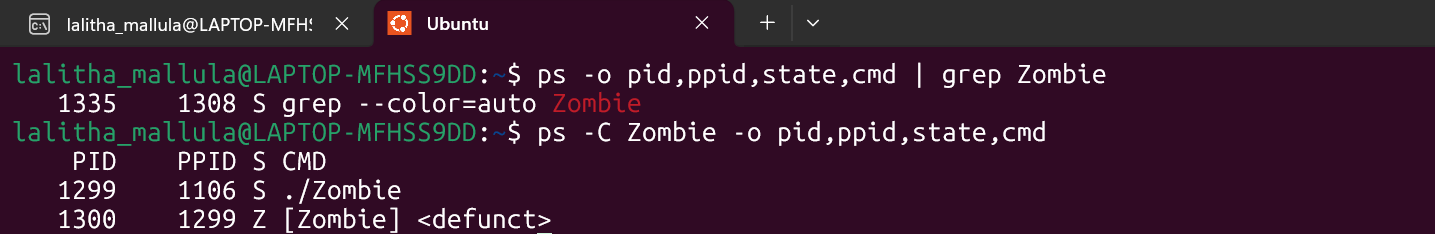 lalitha_mallula@LAPTOP-MFHS
Ubuntu
lalitha_mallula@LAPTOP-MFHSS9DD:~$ ps -o pid,ppid,state,cmd | grep Zombie
1335 1308 S grep --color=auto Zombie
lalitha_mallula@LAPTOP-MFHSS9DD:~$ ps -C Zombie -o pid,ppid,state,cmd
PID PPID S CMD
1299 1106 S ./Zombie
1300 1299 Z [Zombie] <defunct>